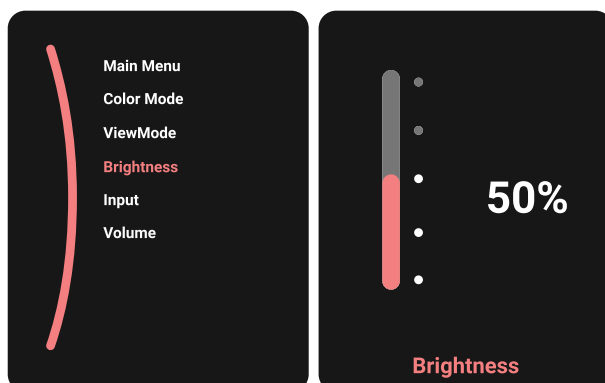 Main Menu
Color Mode
ViewMode
Brightness
Input
Volume
50%
Brightness